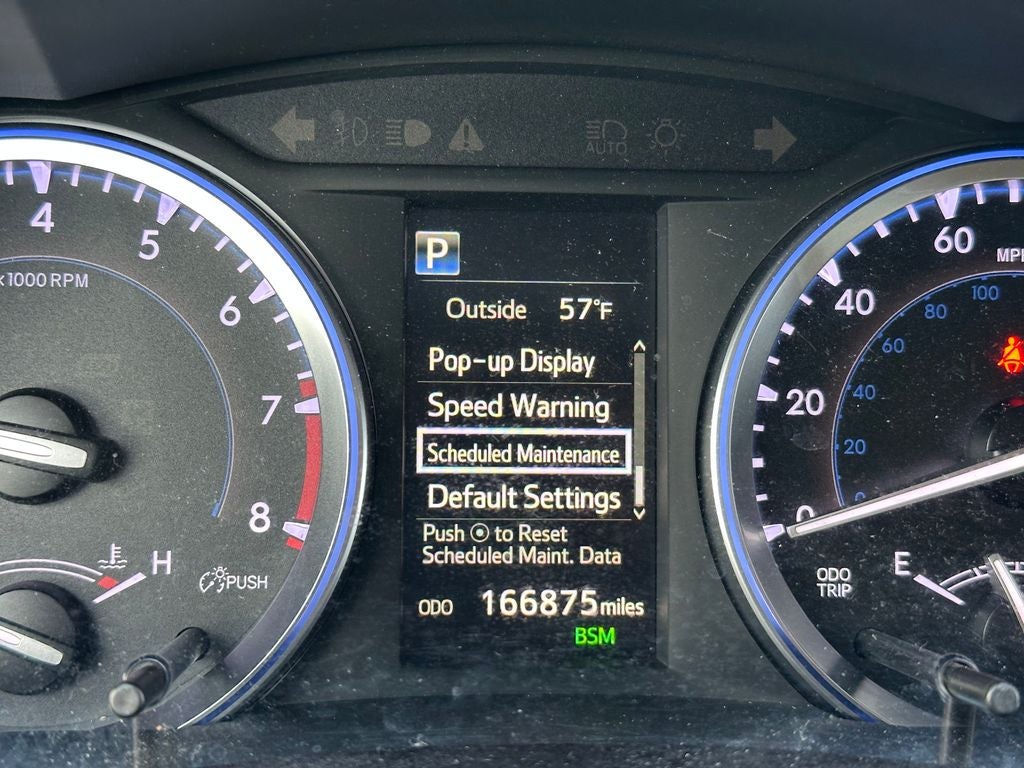 AUTO
4
5
6
7
8
x1000 RPM
H
PUSH
P
Outside 57°F
Pop-up Display
Speed Warning
Scheduled Maintenance
Default Settings
Push ⦿ to Reset
Scheduled Maint. Data
ODO 166875 miles
BSM
60
40
20
0
100
80
60
40
20
0
ODO
TRIP
E